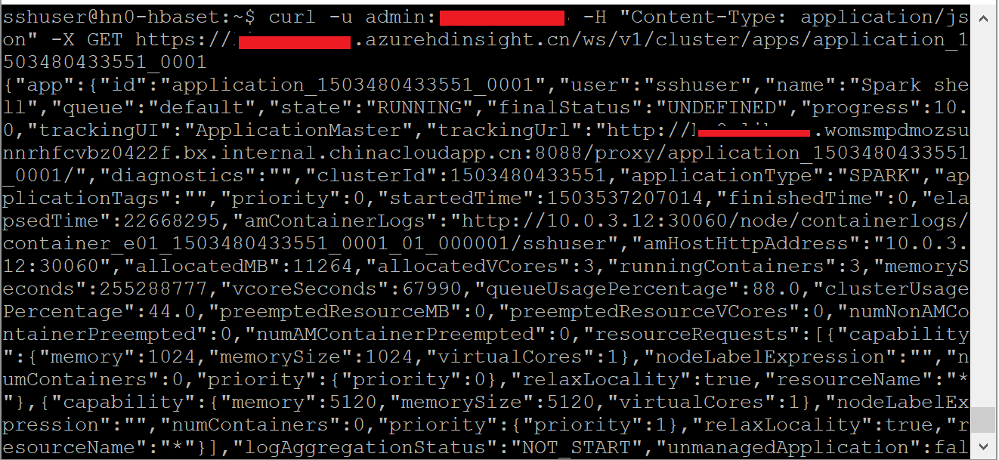 sshuser@hn0-hbaset:~$ curl -u admin: -H "Content-Type: application/js
on" -X GET https:// .azurehdinsight.cn/ws/v1/cluster/apps/application_1
503480433551_0001
{"app":{"id":"application_1503480433551_0001","user":"sshuser","name":"Spark she
ll","queue":"default","state":"RUNNING","finalStatus":"UNDEFINED","progress":10.
0,"trackingUI":"ApplicationMaster","trackingUrl":"http:// .womsmpdmozsu
nnrhfcvbz0422f.bx.internal.chinacloudapp.cn:8088/proxy/application_1503480433551
_0001/","diagnostics":"","clusterId":1503480433551,"applicationType":"SPARK","ap
plicationTags":"","priority":0,"startedTime":1503537207014,"finishedTime":0,"ela
psedTime":22668295,"amContainerLogs":"http://10.0.3.12:30060/node/containerlogs/
container_e01_1503480433551_0001_01_000001/sshuser","amHostHttpAddress":"10.0.3.
12:30060","allocatedMB":11264,"allocatedVCores":3,"runningContainers":3,"memoryS
econds":255288777,"vcoreSeconds":67990,"queueUsagePercentage":88.0,"clusterUsage
Percentage":44.0,"preemptedResourceMB":0,"preemptedResourceVCores":0,"numNonAMCo
ntainerPreempted":0,"numAMContainerPreempted":0,"resourceRequests":[{"capability
":{"memory":1024,"memorySize":1024,"virtualCores":1},"nodeLabelExpression":"","n
umContainers":0,"priority":{"priority":0},"relaxLocality":true,"resourceName":"*
"},{"capability":{"memory":5120,"memorySize":5120,"virtualCores":1},"nodeLabelEx
pression":"","numContainers":0,"priority":{"priority":1},"relaxLocality":true,"r
esourceName":"*"}],"logAggregationStatus":"NOT_START","unmanagedApplication":fal